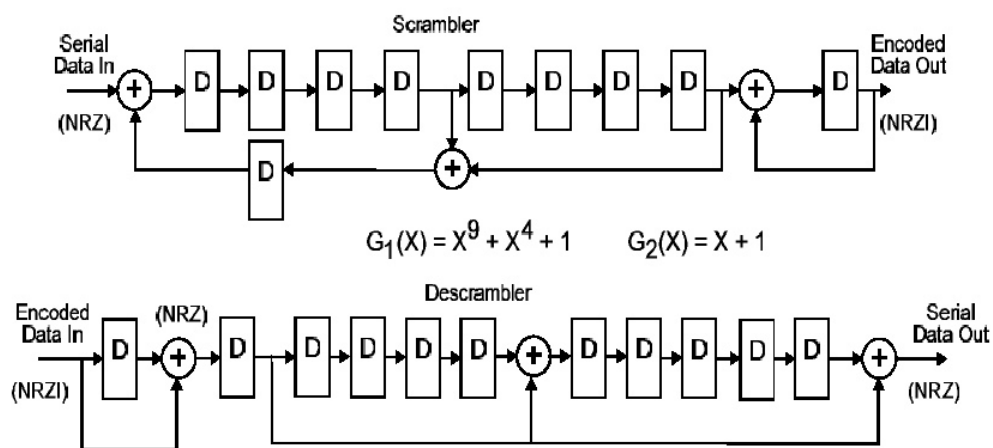 Scrambler
Serial
Data In
Encoded
Data Out
+ D D D D D D D D + D
(NRZ)
(NRZI)
D +
G₁(X) = X⁹ + X⁴ + 1 G₂(X) = X + 1
Descrambler
Encoded
Data In
(NRZ)
Serial
Data Out
D + D D D D D + D D D D D +
(NRZI)
(NRZ)